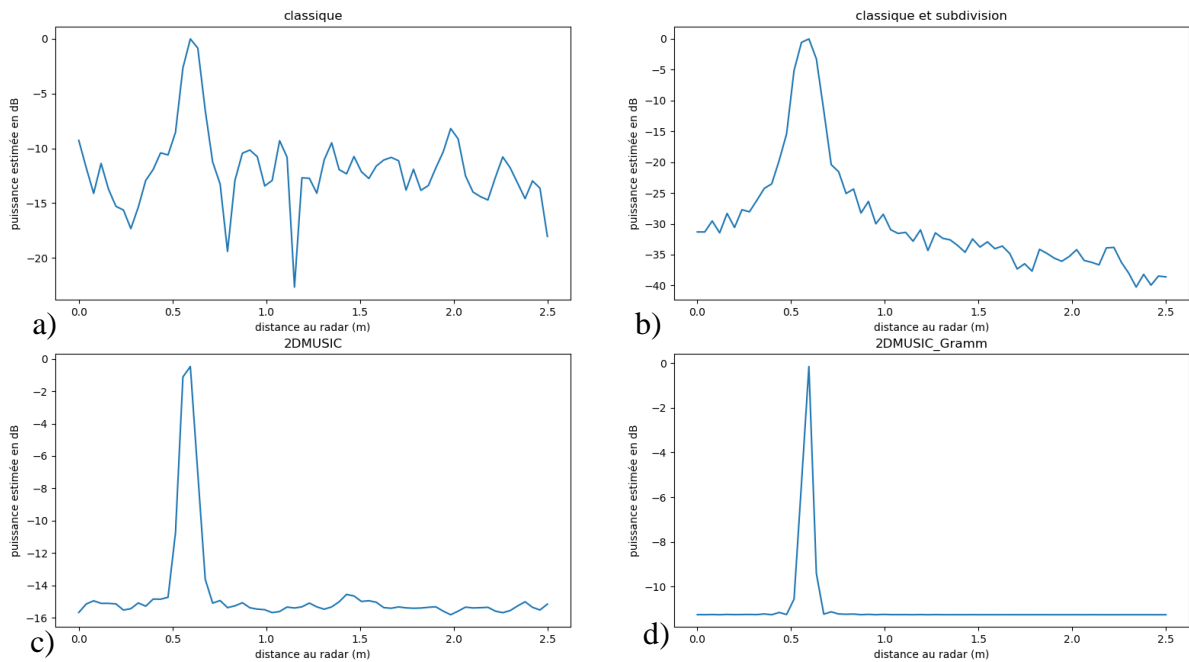 classique
puissance estimée en dB
0
−5
−10
−15
−20
0.0 0.5 1.0 1.5 2.0 2.5
distance au radar (m)
a)
classique et subdivision
puissance estimée en dB
0
−5
−10
−15
−20
−25
−30
−35
−40
0.0 0.5 1.0 1.5 2.0 2.5
distance au radar (m)
b)
2DMUSIC
puissance estimée en dB
0
−2
−4
−6
−8
−10
−12
−14
−16
0.0 0.5 1.0 1.5 2.0 2.5
distance au radar (m)
c)
2DMUSIC_Gramm
puissance estimée en dB
0
−2
−4
−6
−8
−10
0.0 0.5 1.0 1.5 2.0 2.5
distance au radar (m)
d)